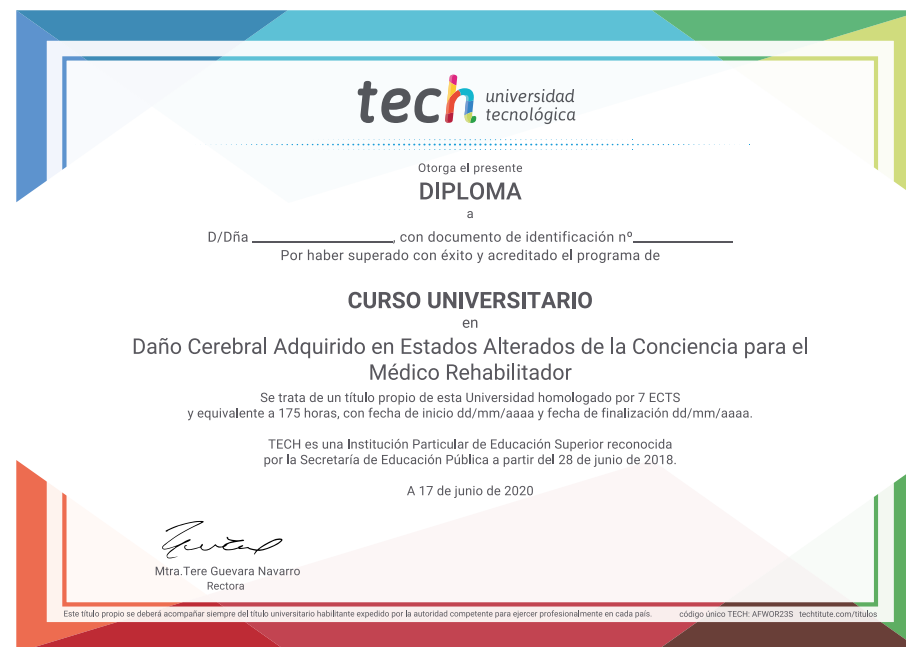 tech universidad
tecnológica
Otorga el presente
DIPLOMA
a
D/Dña ______________, con documento de identificación nº____________
Por haber superado con éxito y acreditado el programa de
CURSO UNIVERSITARIO
en
Daño Cerebral Adquirido en Estados Alterados de la Conciencia para el
Médico Rehabilitador
Se trata de un título propio de esta Universidad homologado por 7 ECTS
y equivalente a 175 horas, con fecha de inicio dd/mm/aaaa y fecha de finalización dd/mm/aaaa.
TECH es una Institución Particular de Educación Superior reconocida
por la Secretaría de Educación Pública a partir del 28 de junio de 2018.
A 17 de junio de 2020
Mtra.Tere Guevara Navarro
Rectora
Este título propio se deberá acompañar siempre del título universitario habilitante expedido por la autoridad competente para ejercer profesionalmente en cada país. código único TECH: AFWOR23S techtitute.com/titulos